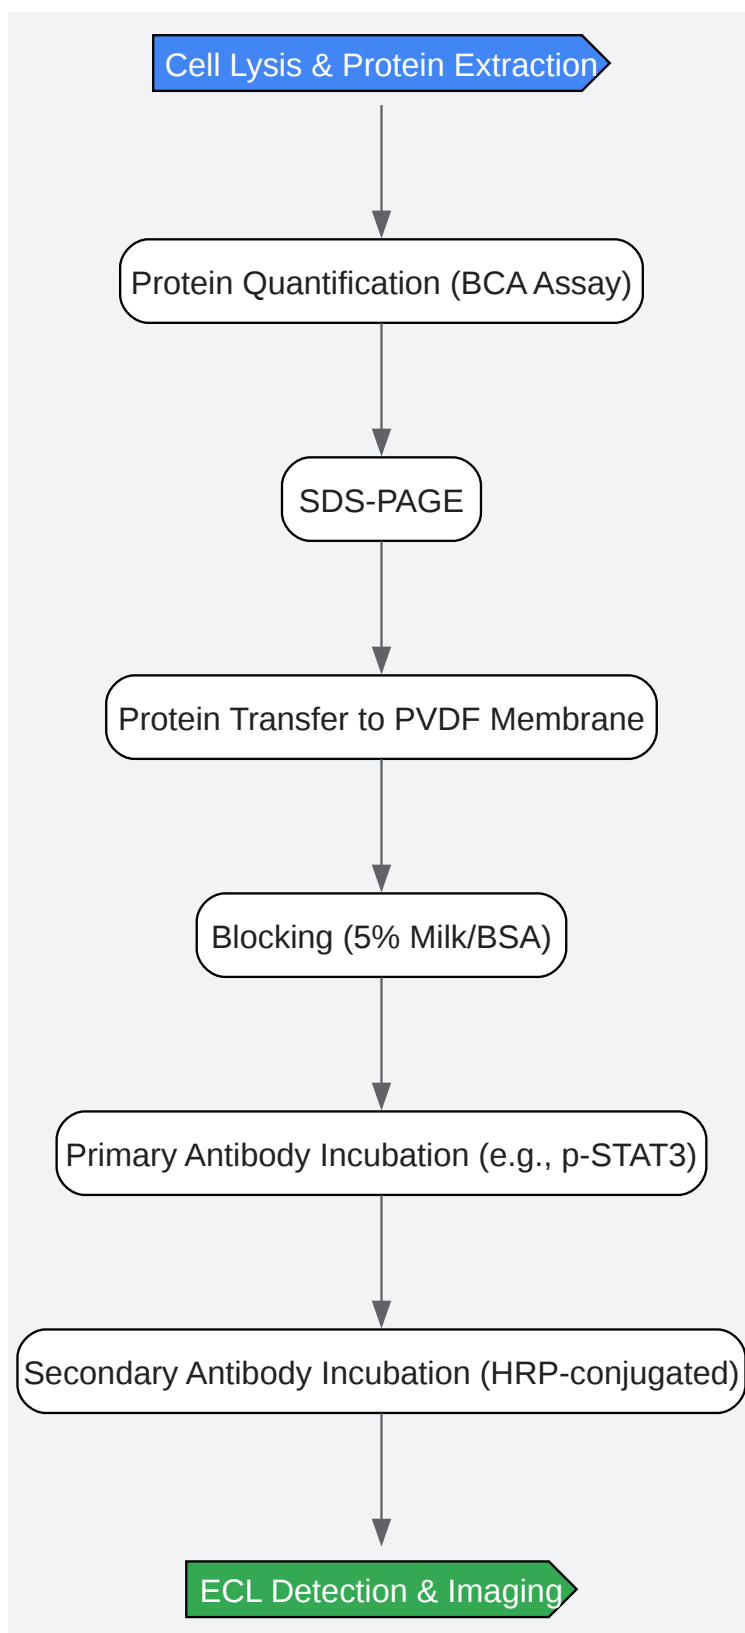 Cell Lysis & Protein Extraction
Protein Quantification (BCA Assay)
SDS-PAGE
Protein Transfer to PVDF Membrane
Blocking (5% Milk/BSA)
Primary Antibody Incubation (e.g., p-STAT3)
Secondary Antibody Incubation (HRP-conjugated)
ECL Detection & Imaging